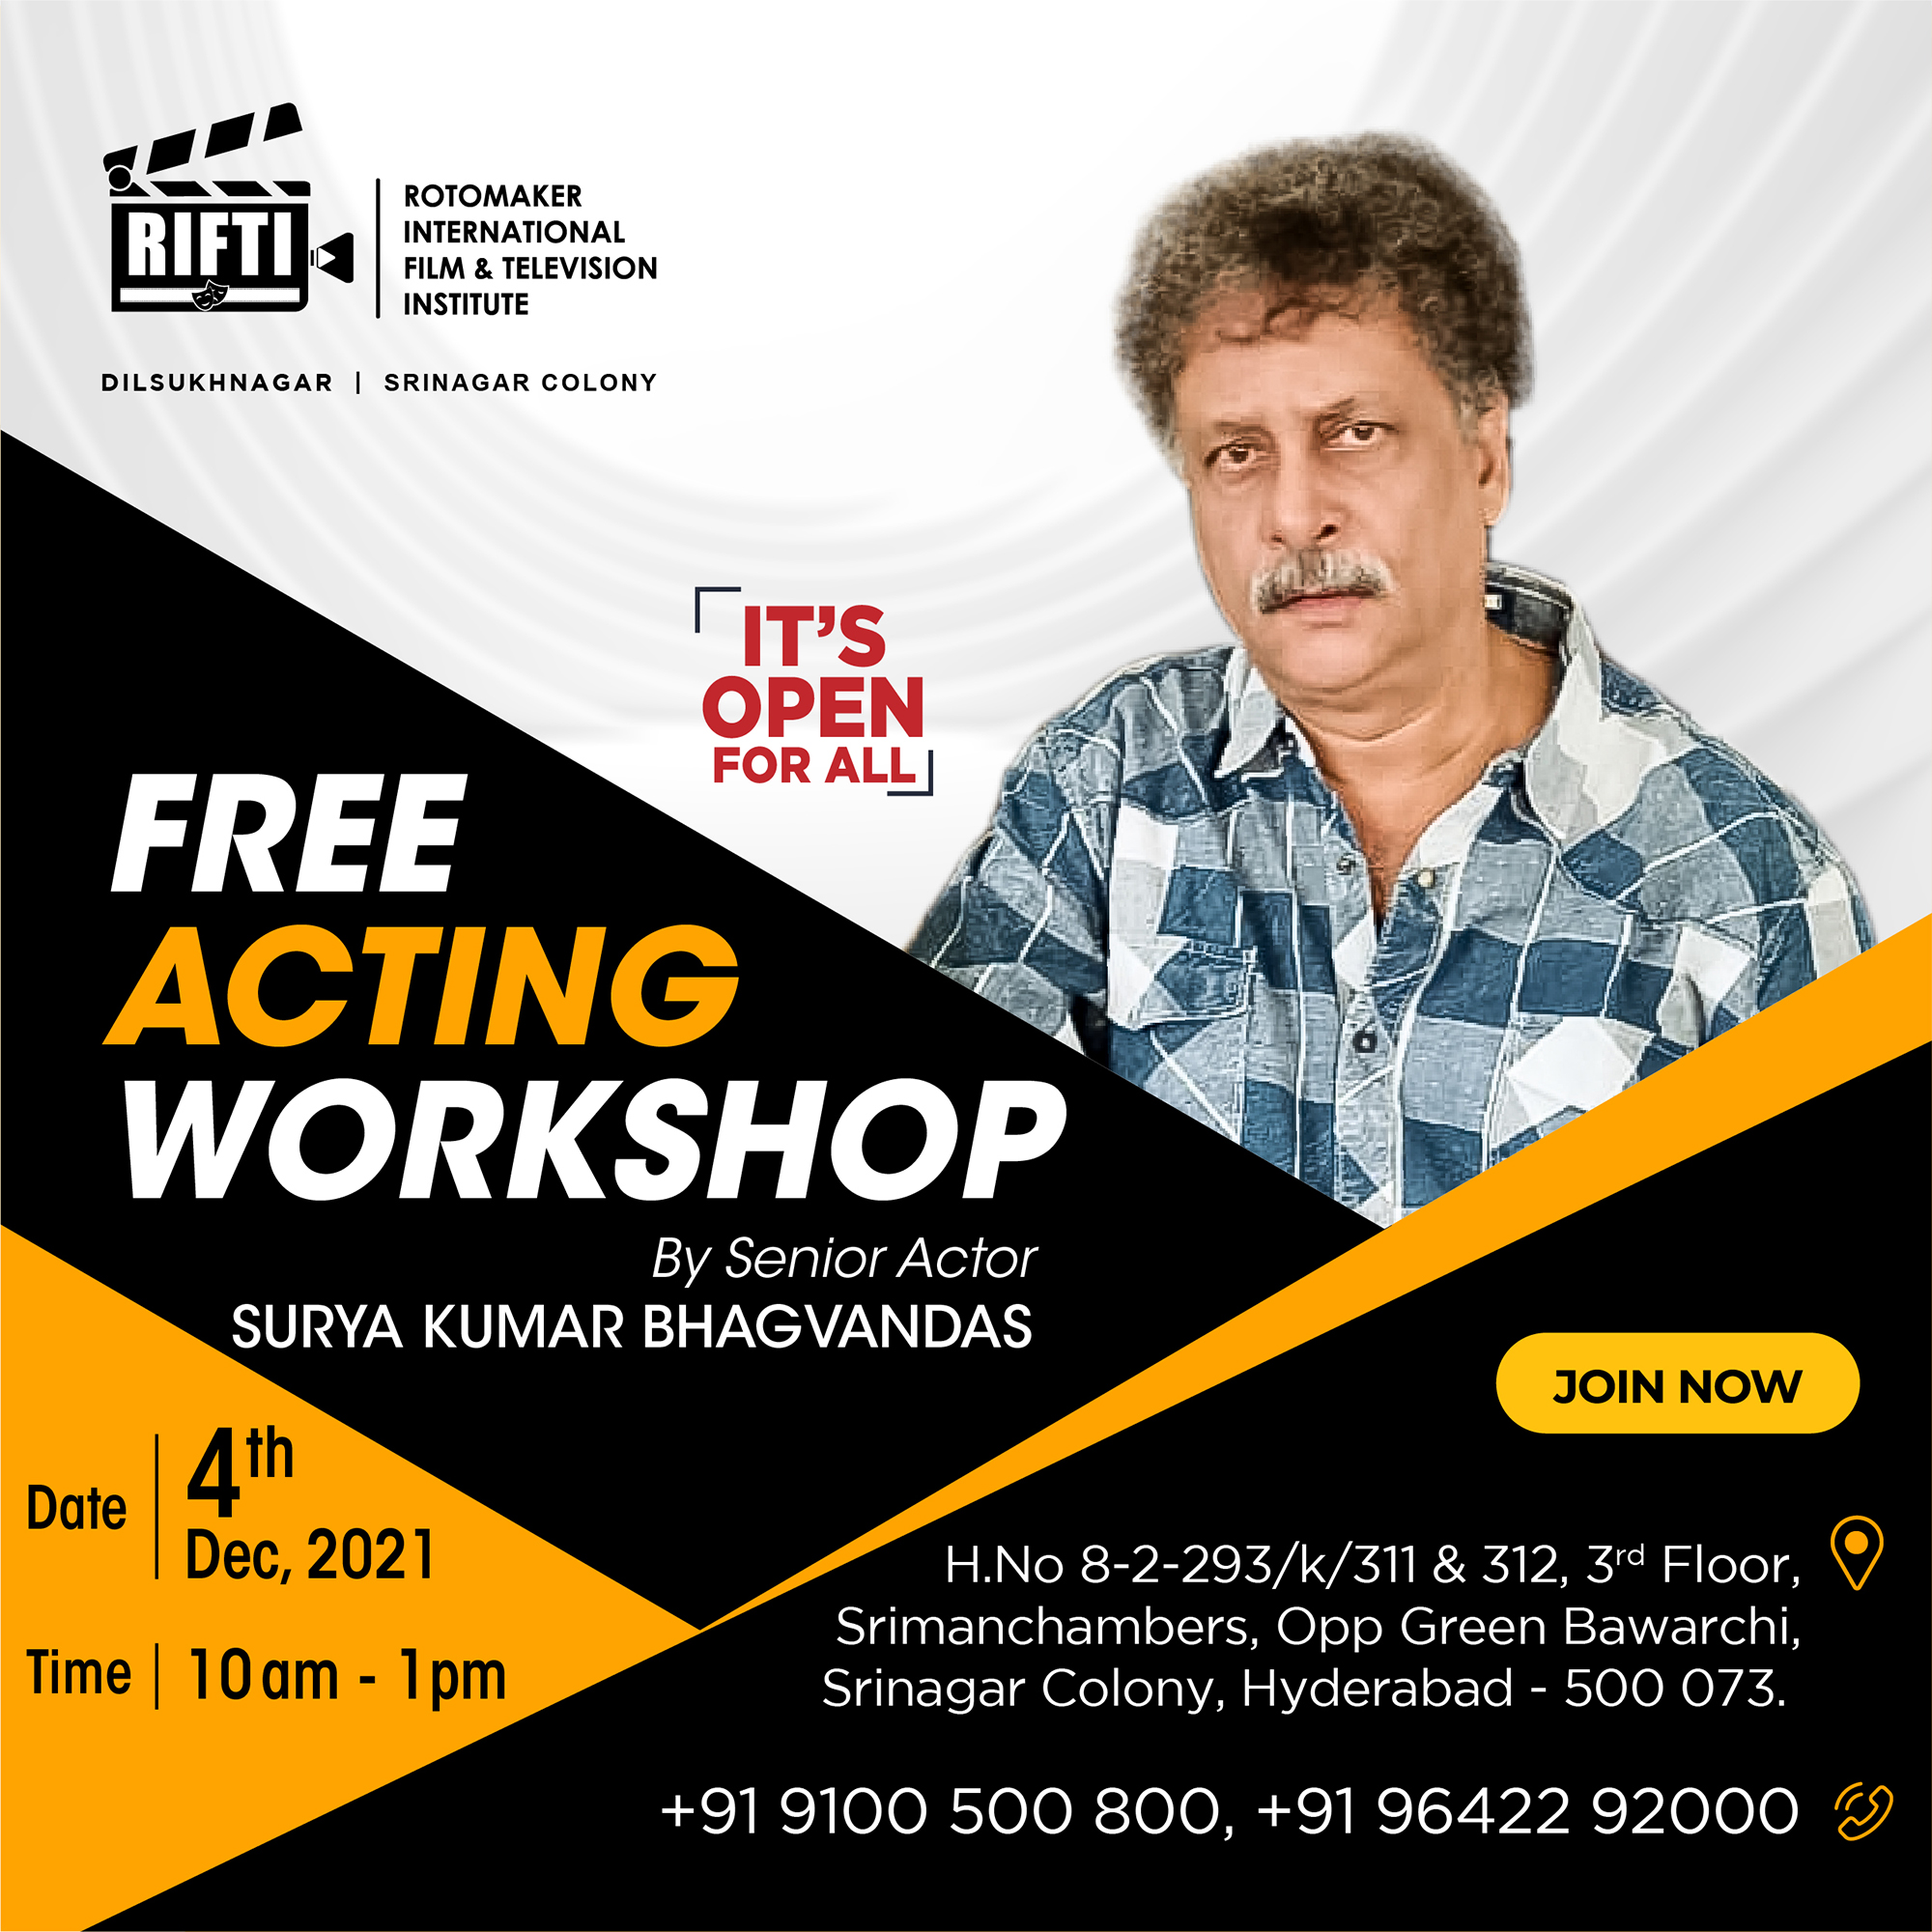 RIFTI
ROTOMAKER
INTERNATIONAL
FILM & TELEVISION
INSTITUTE
DILSUKHNAGAR | SRINAGAR COLONY
IT'S
OPEN
FOR ALL
FREE
ACTING
WORKSHOP
By Senior Actor
SURYA KUMAR BHAGVANDAS
Date | 4th
Dec, 2021
Time | 10 am - 1 pm
JOIN NOW
H.No 8-2-293/k/311 & 312, 3rd Floor,
Srimanchambers, Opp Green Bawarchi,
Srinagar Colony, Hyderabad - 500 073.
+91 9100 500 800, +91 96422 92000